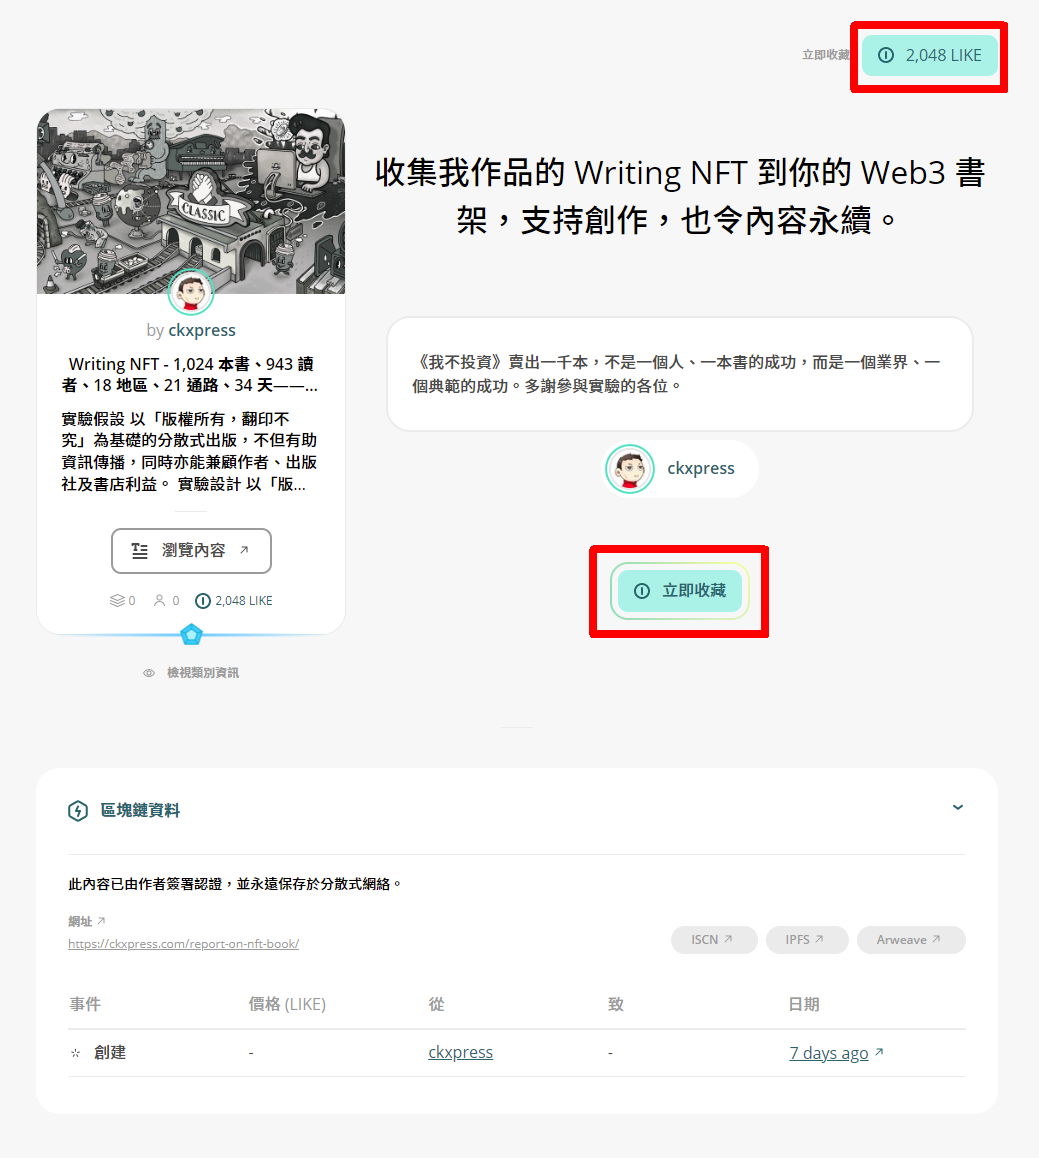 立即收藏 2,048 LIKE
CLASSIC
by ckxpress
Writing NFT - 1,024 本書、943 讀
者、18 地區、21 通路、34 天——...
實驗假設 以「版權所有，翻印不
究」為基礎的分散式出版，不但有助
資訊傳播，同時亦能兼顧作者、出版
社及書店利益。 實驗設計 以「版...
瀏覽內容
0 0 2,048 LIKE
檢視類別資訊
收集我作品的 Writing NFT 到你的 Web3 書
架，支持創作，也令內容永續。
《我不投資》賣出一千本，不是一個人、一本書的成功，而是一個業界、一
個典範的成功。多謝參與實驗的各位。
ckxpress
立即收藏
區塊鏈資料
此內容已由作者簽署認證，並永遠保存於分散式網絡。
網址
https://ckxpress.com/report-on-nft-book/
ISCN IPFS Arweave
事件 價格 (LIKE) 從 致 日期
創建 - ckxpress - 7 days ago